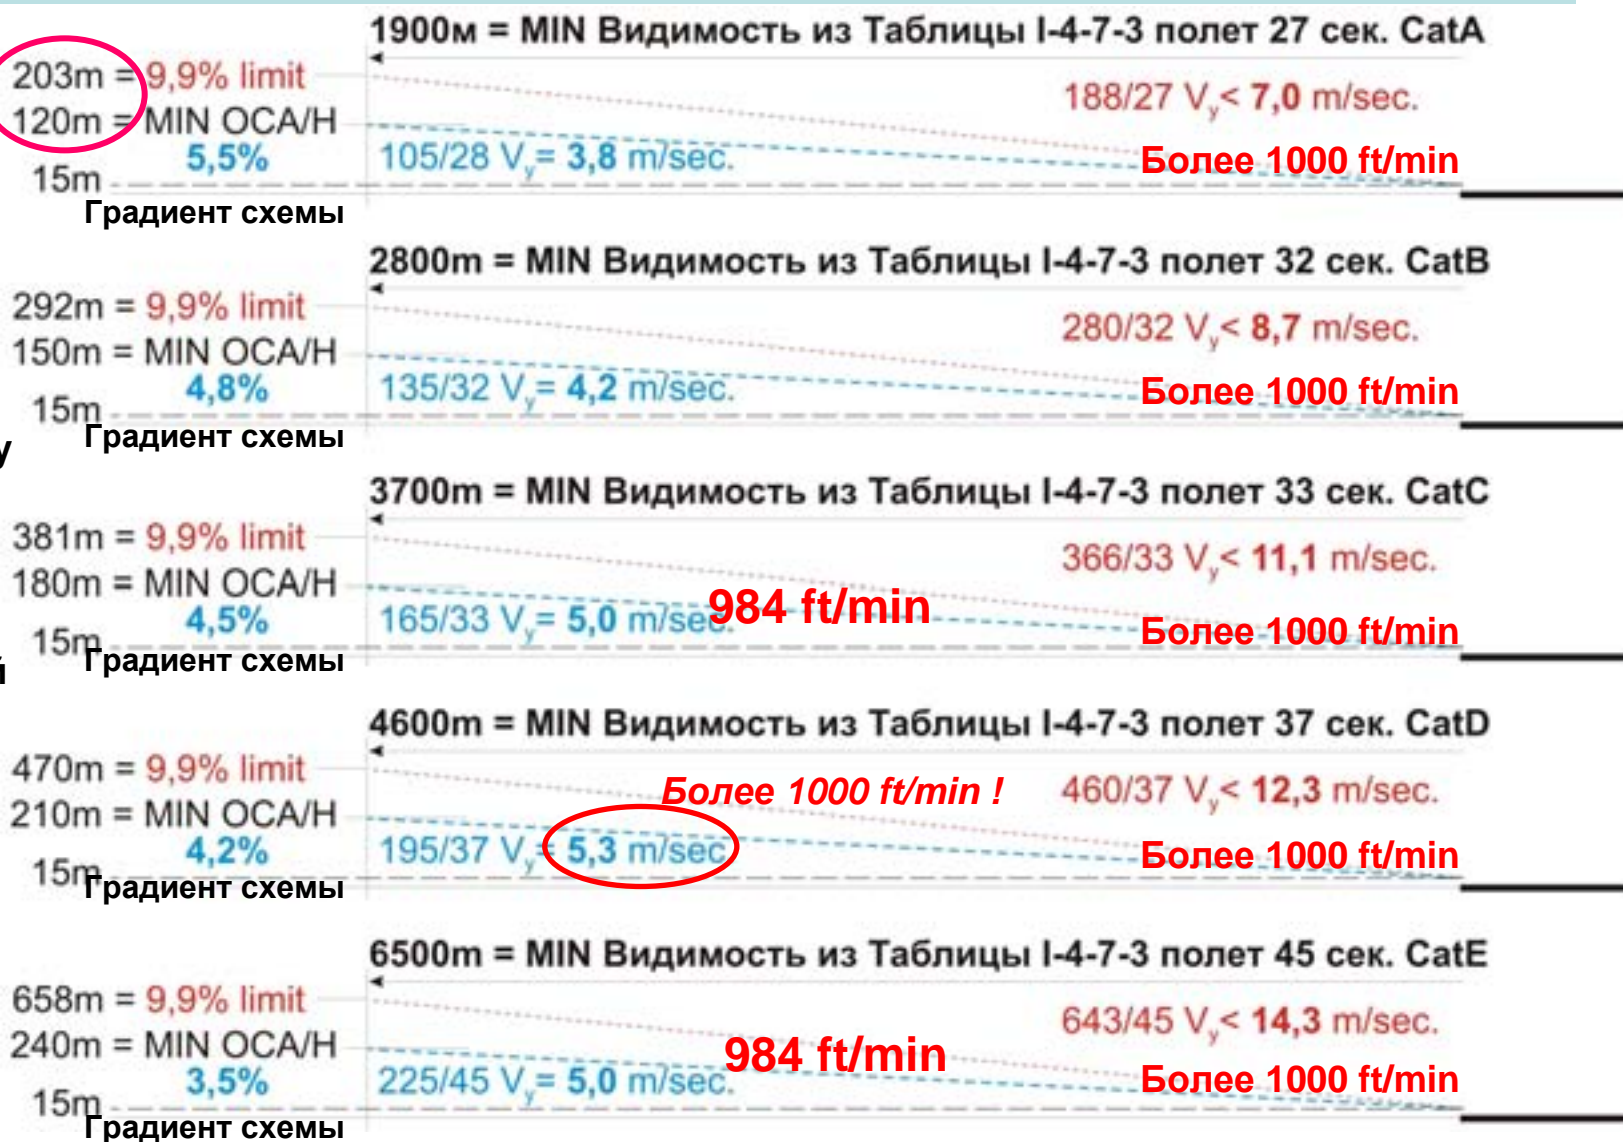 1900м = MIN Видимость из Таблицы I-4-7-3 полет 27 сек. CatA
203m = 9,9% limit
188/27 Vy< 7,0 m/sec.
120m = MIN OCA/H
5,5%
105/28 Vy= 3,8 m/sec.
Более 1000 ft/min
15m
Градиент схемы
2800m = MIN Видимость из Таблицы I-4-7-3 полет 32 сек. CatB
292m = 9,9% limit
280/32 Vy< 8,7 m/sec.
150m = MIN OCA/H
4,8%
135/32 Vy= 4,2 m/sec.
Более 1000 ft/min
15m
Градиент схемы
у
3700m = MIN Видимость из Таблицы I-4-7-3 полет 33 сек. CatC
381m = 9,9% limit
366/33 Vy< 11,1 m/sec.
180m = MIN OCA/H
984 ft/min
4,5%
165/33 Vy= 5,0 m/sec.
Более 1000 ft/min
15m
Градиент схемы
й
4600m = MIN Видимость из Таблицы I-4-7-3 полет 37 сек. CatD
470m = 9,9% limit
Более 1000 ft/min !
460/37 Vy< 12,3 m/sec.
210m = MIN OCA/H
4,2%
195/37 Vy= 5,3 m/sec
Более 1000 ft/min
15m
Градиент схемы
6500m = MIN Видимость из Таблицы I-4-7-3 полет 45 сек. CatE
658m = 9,9% limit
643/45 Vy< 14,3 m/sec.
240m = MIN OCA/H
984 ft/min
3,5%
225/45 Vy= 5,0 m/sec.
Более 1000 ft/min
15m
Градиент схемы